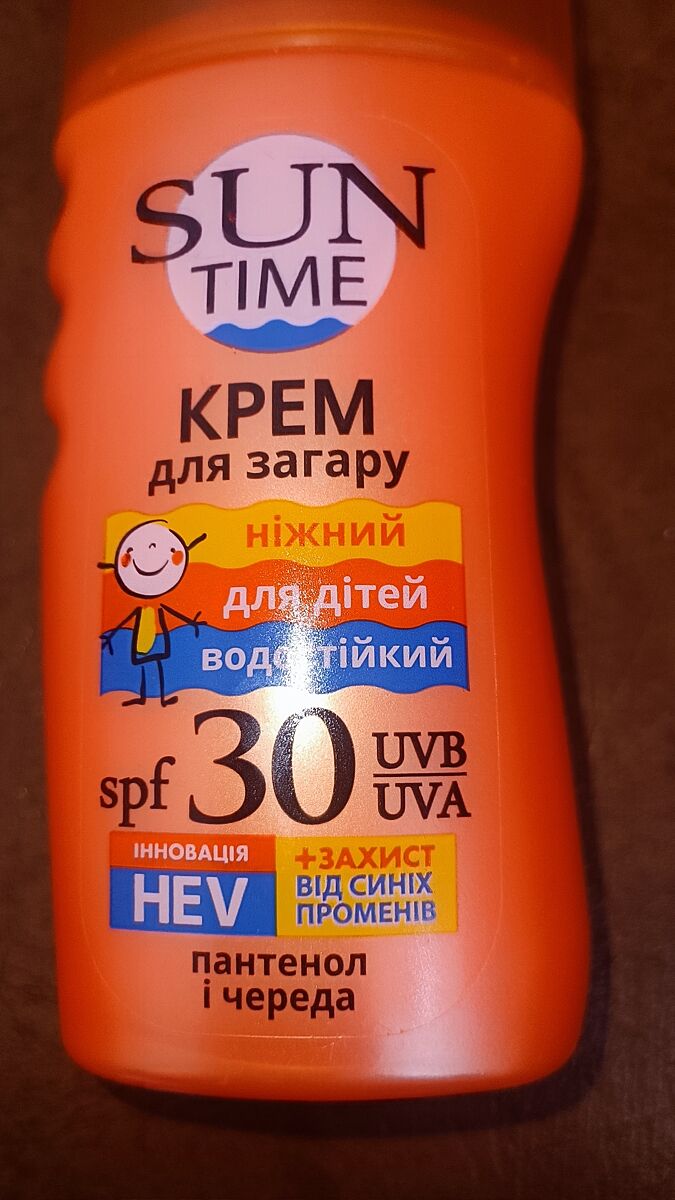 SUN
TIME
КРЕМ
для загару
ніжний
для дітей
водостійкий
spf 30 UVB
UVA
ІННОВАЦІЯ
HEV
+ЗАХИСТ
ВІД СИНІХ
ПРОМЕНІВ
пантенол
і череда